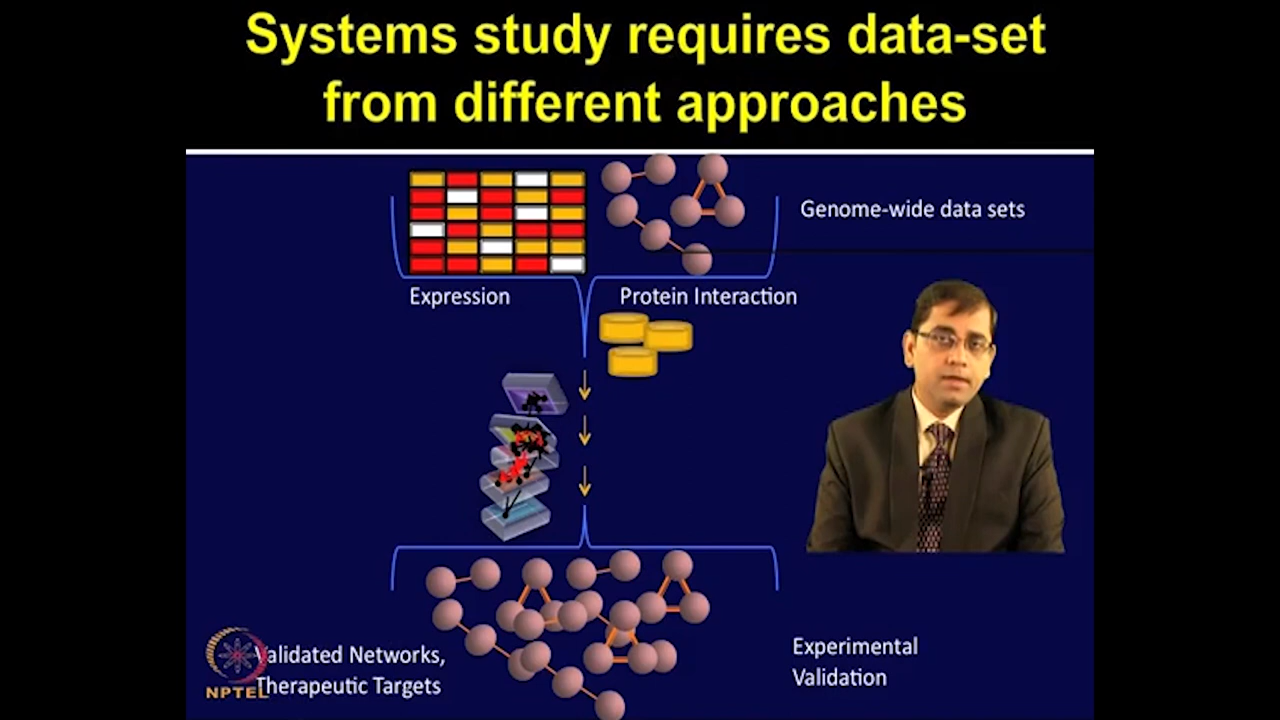 Systems study requires data-set
from different approaches
Genome-wide data sets
Expression
Protein Interaction
Validated Networks,
Therapeutic Targets
Experimental
Validation
NPTEL